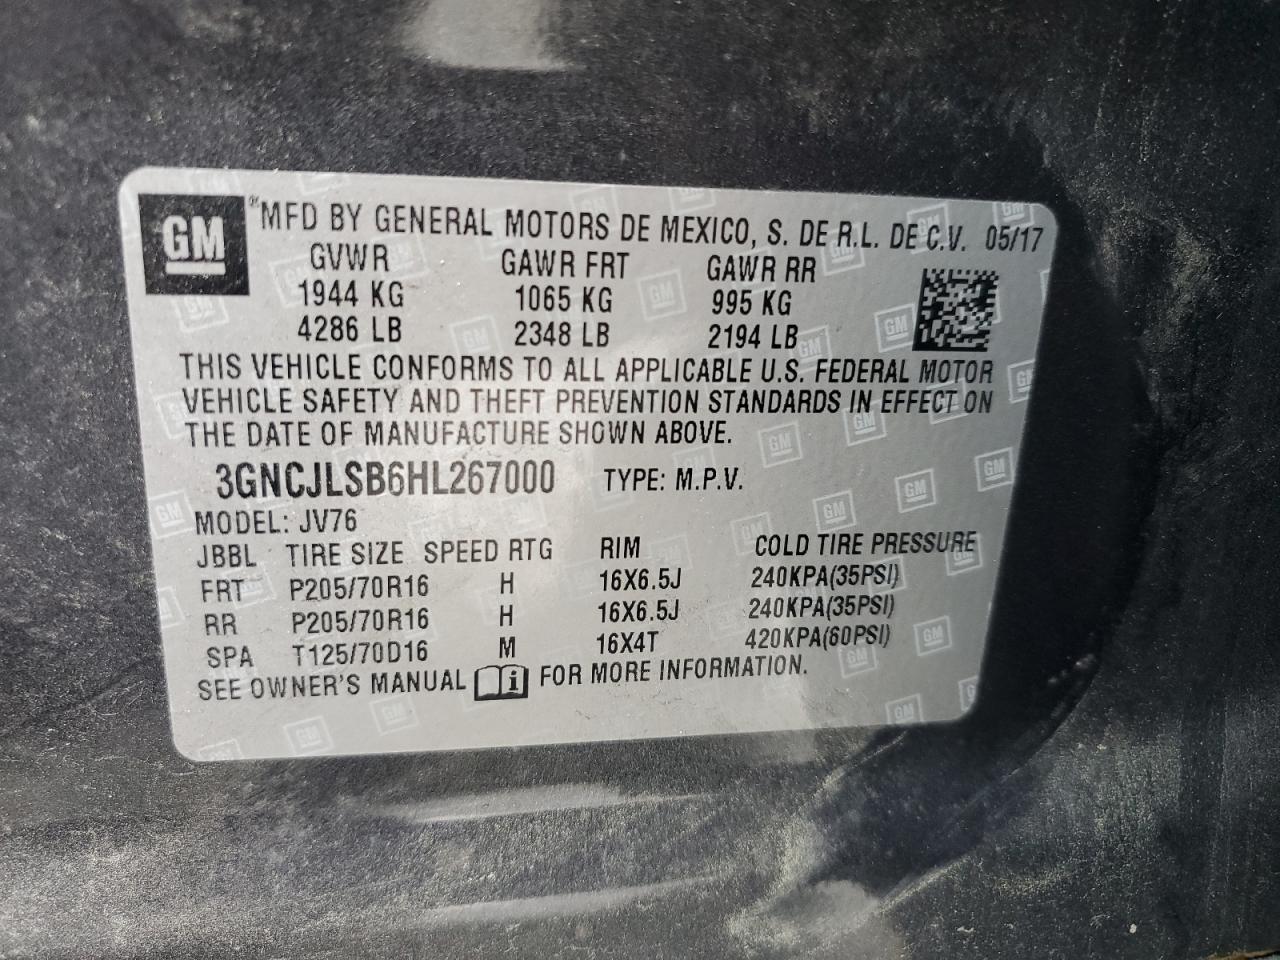 GM
®MFD BY GENERAL MOTORS DE MEXICO, S. DE R.L. DE C.V. 05/17
GVWR GAWR FRT GAWR RR
1944 KG 1065 KG 995 KG
4286 LB 2348 LB 2194 LB
THIS VEHICLE CONFORMS TO ALL APPLICABLE U.S. FEDERAL MOTOR
VEHICLE SAFETY AND THEFT PREVENTION STANDARDS IN EFFECT ON
THE DATE OF MANUFACTURE SHOWN ABOVE.
3GNCJLSB6HL267000 TYPE: M.P.V.
MODEL: JV76
JBBL TIRE SIZE SPEED RTG RIM COLD TIRE PRESSURE
FRT P205/70R16 H 16X6.5J 240KPA(35PSI)
RR P205/70R16 H 16X6.5J 240KPA(35PSI)
SPA T125/70D16 M 16X4T 420KPA(60PSI)
SEE OWNER'S MANUAL i FOR MORE INFORMATION.